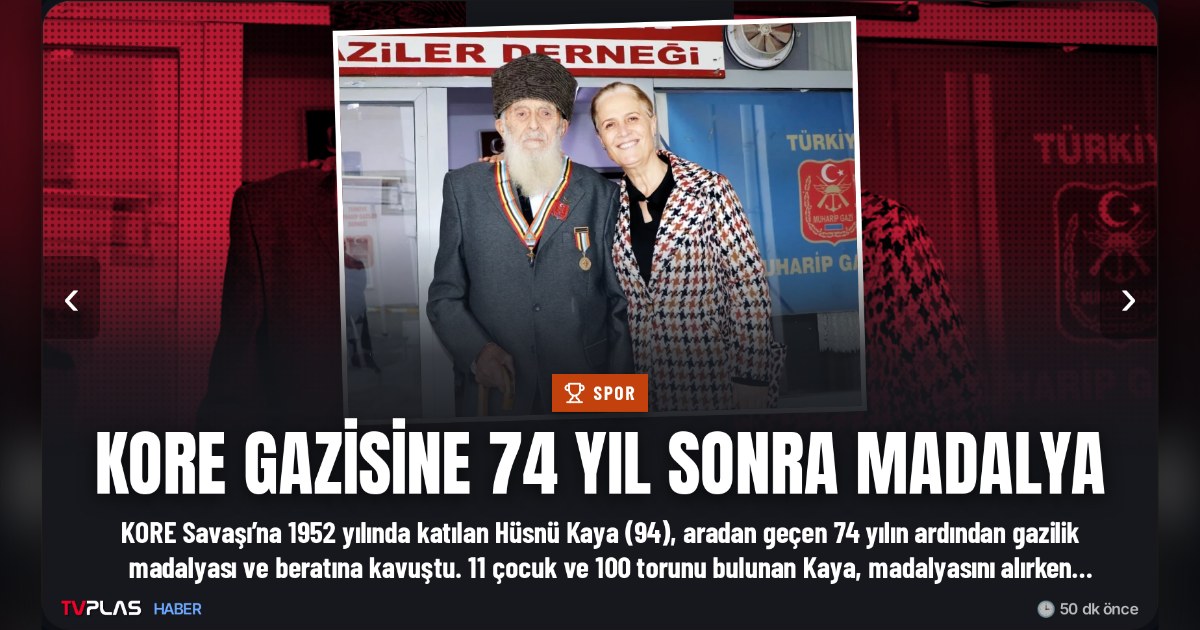 AZİLER DERNEĞİ
TÜRKİY
MUHARİP GAZİ
UHARİP GA
TÜRKİY
SPOR
KORE GAZİSİNE 74 YIL SONRA MADALYA
KORE Savaşı’na 1952 yılında katılan Hüsnü Kaya (94), aradan geçen 74 yılın ardından gazilik
madalyası ve beratına kavuştu. 11 çocuk ve 100 torunu bulunan Kaya, madalyasını alırken...
TVPLAS HABER
50 dk önce